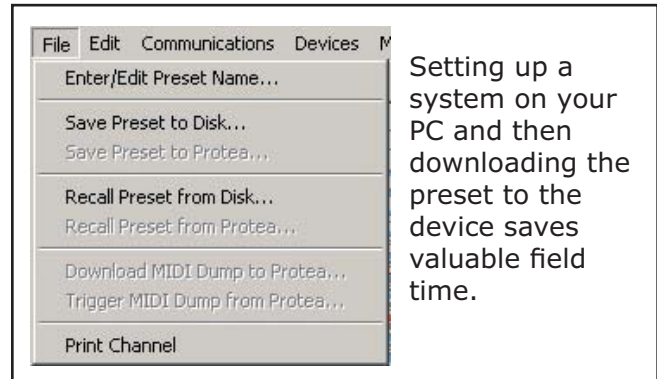 File Edit Communications Devices M
Enter/Edit Preset Name...
Save Preset to Disk...
Save Preset to Protea...
Recall Preset from Disk...
Recall Preset from Protea...
Download MIDI Dump to Protea...
Trigger MIDI Dump from Protea...
Print Channel
Setting up a
system on your
PC and then
downloading the
preset to the
device saves
valuable field
time.